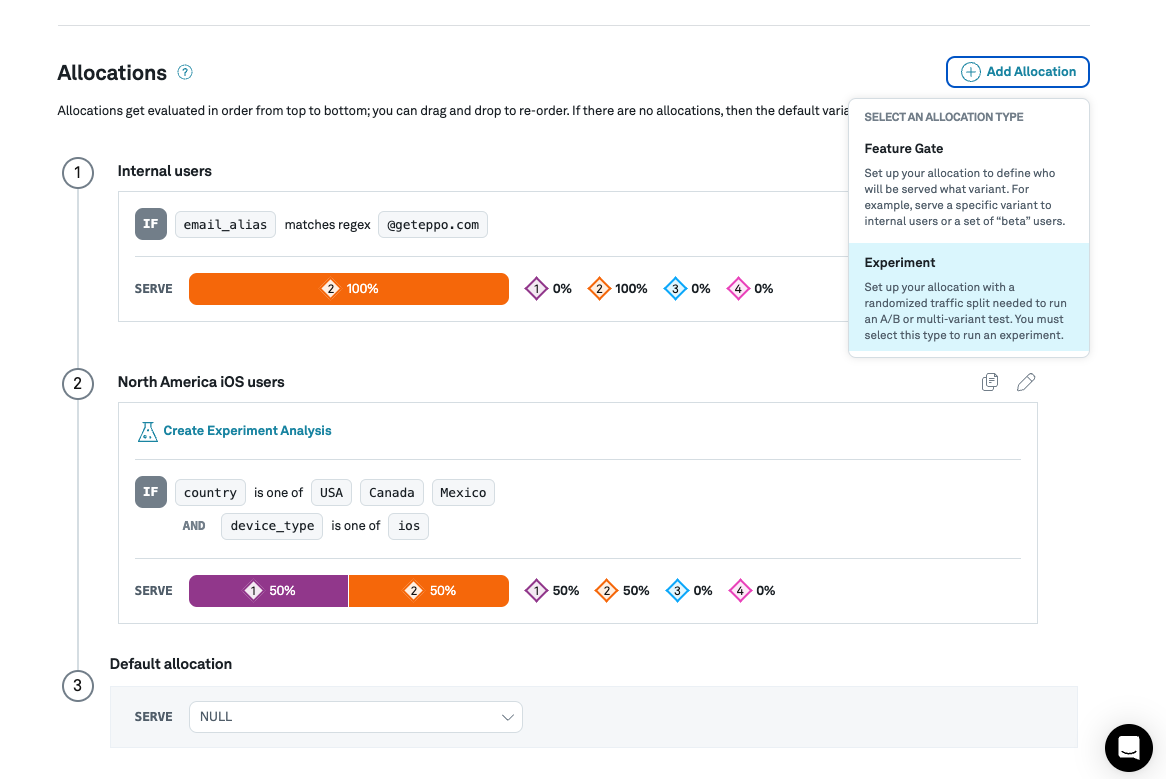 Allocations ?
Add Allocation
Allocations get evaluated in order from top to bottom; you can drag and drop to re-order. If there are no allocations, then the default
SELECT AN ALLOCATION TYPE
Feature Gate
Set up your allocation to define who
will be served what variant. For
example, serve a specific variant to
internal users or a set of “beta” users.
Experiment
Set up your allocation with a
randomized traffic split needed to run
an A/B or multi-variant test. You must
select this type to run an experiment.
1
Internal users
IF email_alias matches regex @geteppo.com
SERVE 2 100% 1 0% 2 100% 3 0% 4 0%
2
North America iOS users
Create Experiment Analysis
IF country is one of USA Canada Mexico
AND device_type is one of ios
SERVE 1 50% 2 50% 1 50% 2 50% 3 0% 4 0%
Default allocation
3
SERVE NULL